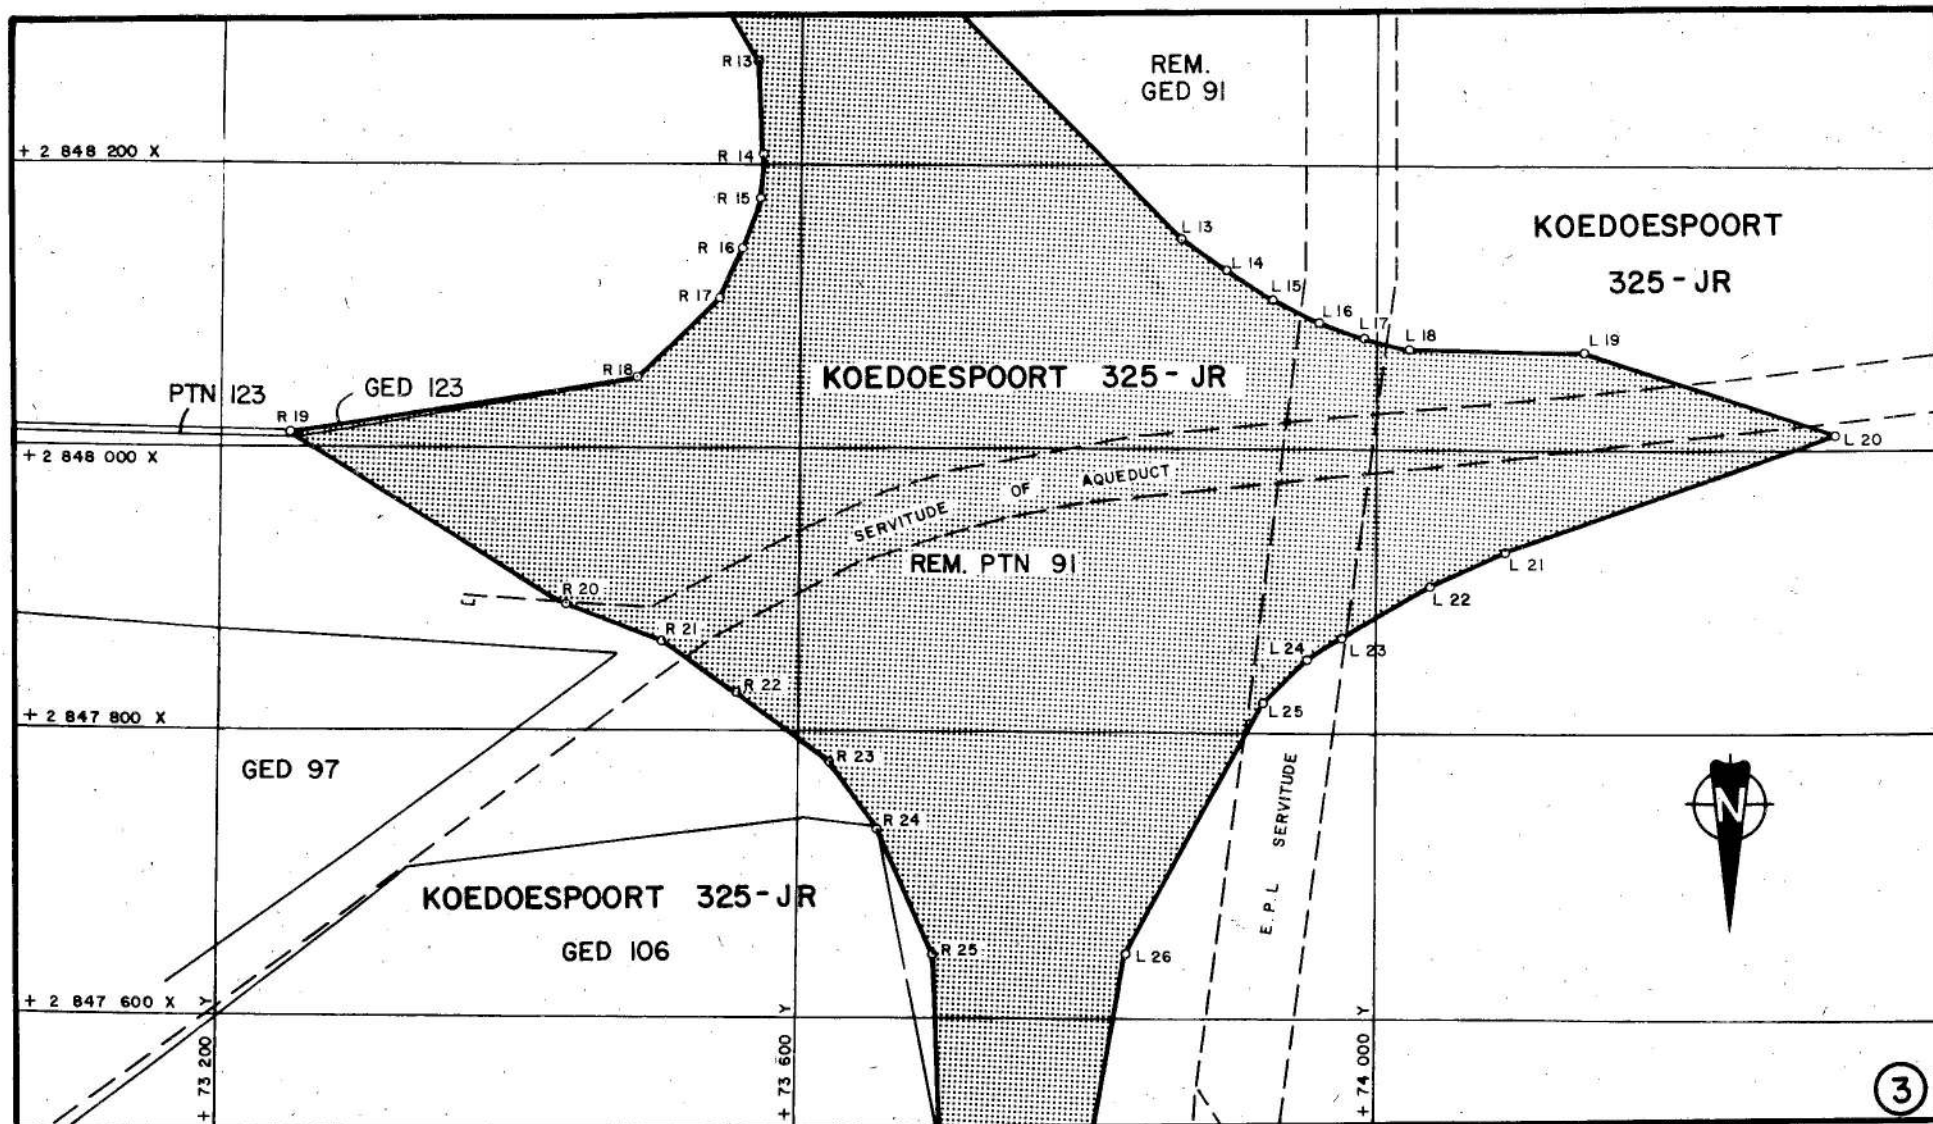 R 13
REM.
GED 91
+ 2 848 200 X
R 14
R 15
KOEDOESPOORT
325 - JR
L 13
R 16
L 14
R 17
L 15
L 16
L 17
L 18
L 19
R 18
KOEDOESPOORT 325 - JR
PTN 123
GED 123
R 19
L 20
+ 2 848 000 X
SERVITUDE OF AQUEDUCT
REM. PTN 91
L 21
R 20
L 22
R 21
L 24
L 23
R 22
L 25
+ 2 847 800 X
R 23
GED 97
E.P.L SERVITUDE
N
R 24
KOEDOESPOORT 325 - JR
GED 106
R 25
L 26
+ 2 847 600 X
+ 73 200 Y
+ 73 600 Y
+ 74 000 Y
3